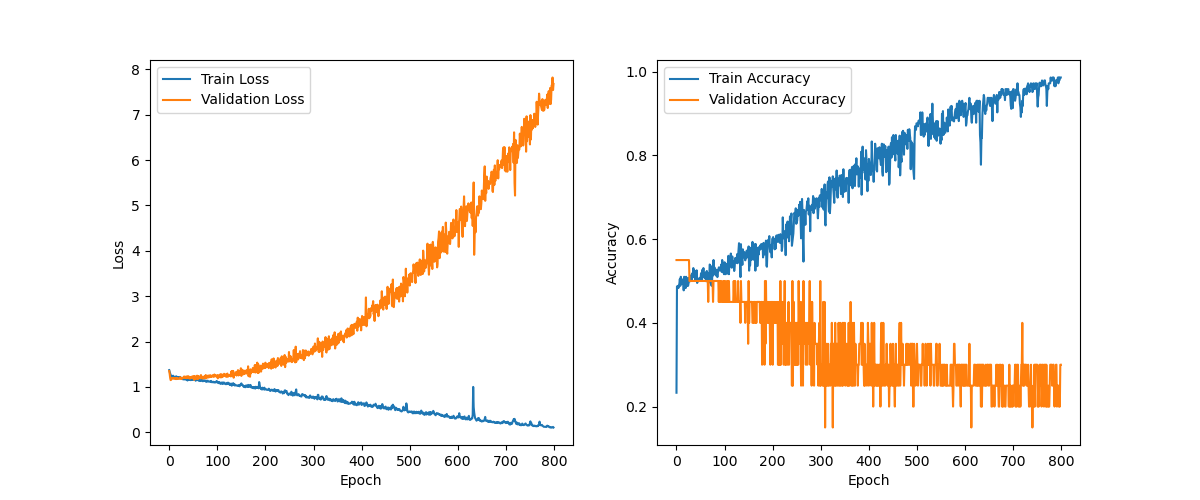 Train Loss
Validation Loss
8
7
6
5
4
3
2
1
0
Loss
0 100 200 300 400 500 600 700 800
Epoch
Train Accuracy
Validation Accuracy
1.0
0.8
0.6
0.4
0.2
Accuracy
0 100 200 300 400 500 600 700 800
Epoch